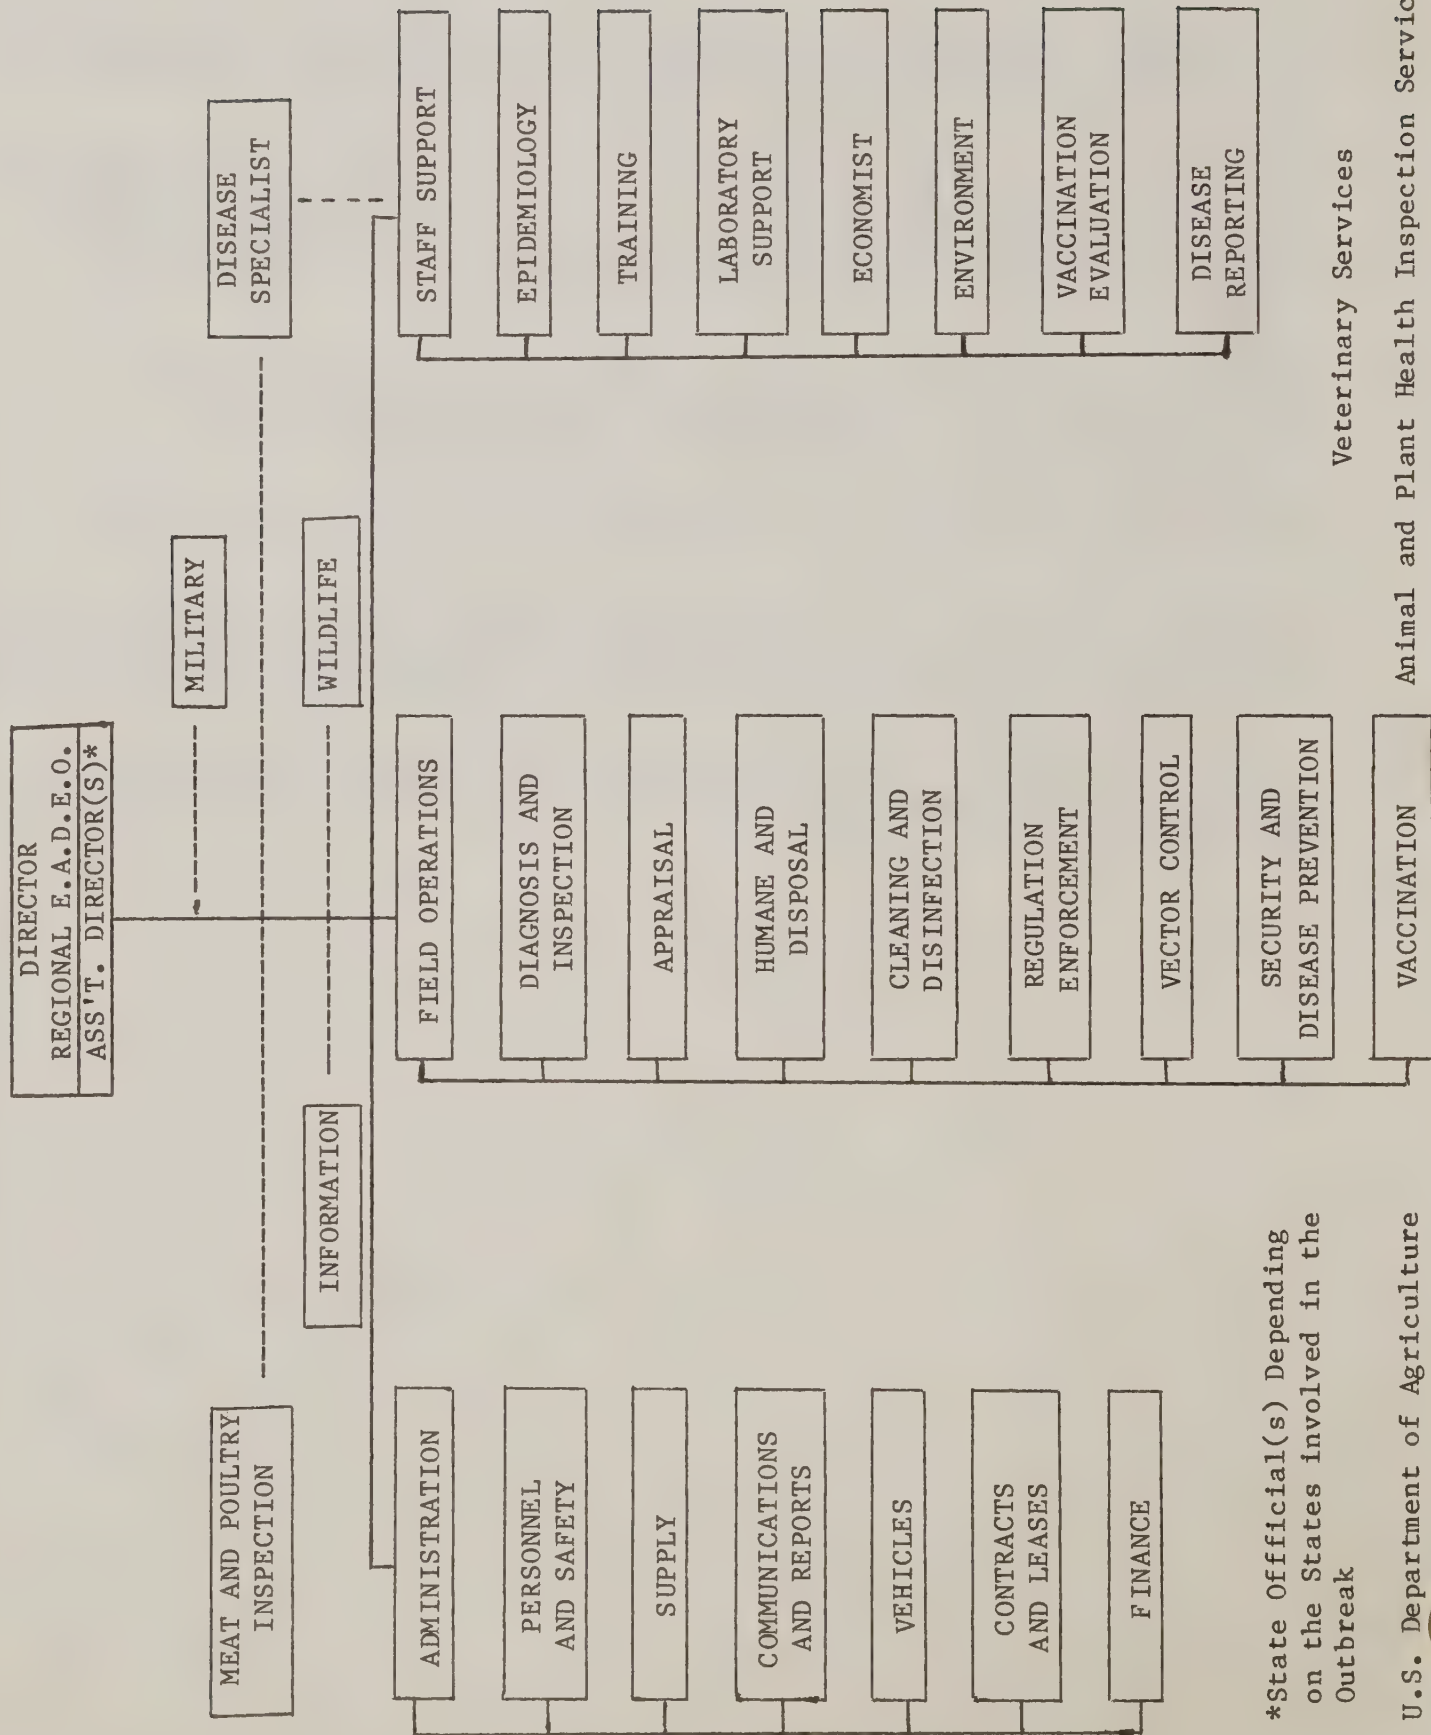 DIRECTOR
REGIONAL E.A.D.E.O.
ASS'T. DIRECTOR(S)*
MILITARY
MEAT AND POULTRY
INSPECTION
DISEASE
SPECIALIST
INFORMATION
WILDLIFE
ADMINISTRATION
PERSONNEL
AND SAFETY
SUPPLY
COMMUNICATIONS
AND REPORTS
VEHICLES
CONTRACTS
AND LEASES
FINANCE
FIELD OPERATIONS
DIAGNOSIS AND
INSPECTION
APPRAISAL
HUMANE AND
DISPOSAL
CLEANING AND
DISINFECTION
REGULATION
ENFORCEMENT
VECTOR CONTROL
SECURITY AND
DISEASE PREVENTION
VACCINATION
STAFF SUPPORT
EPIDEMIOLOGY
TRAINING
LABORATORY
SUPPORT
ECONOMIST
ENVIRONMENT
VACCINATION
EVALUATION
DISEASE
REPORTING
*State Official(s) Depending
on the States involved in the
Outbreak
Veterinary Services
U.S. Department of Agriculture
Animal and Plant Health Inspection Servic